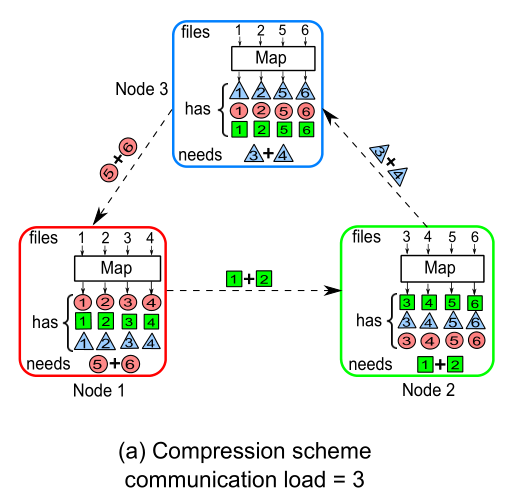 files 1 2 5 6
Map
Node 3
has
1 2 5 6
1 2 5 6
1 2 5 6
needs 3 + 4
5 + 6
3 + 4
files 1 2 3 4
Map
has
1 2 3 4
1 2 3 4
1 2 3 4
needs 5 + 6
Node 1
1 + 2
files 3 4 5 6
Map
has
3 4 5 6
3 4 5 6
3 4 5 6
needs 1 + 2
Node 2
(a) Compression scheme
communication load = 3